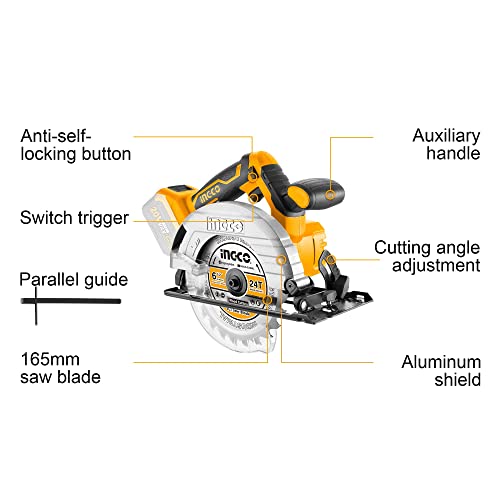 Anti-self-
locking button
Auxiliary
handle
Switch trigger
INGCO
INGCO
Cutting angle
adjustment
Parallel guide
INGCO
24T
165mm
saw blade
Aluminum
shield